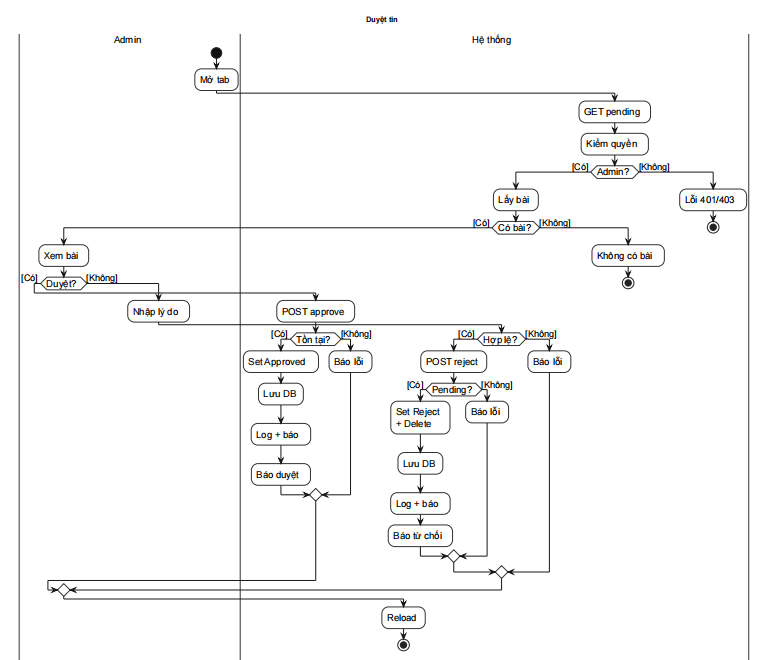 Duyệt tin
Admin
Hệ thống
Mở tab
GET pending
Kiểm quyền
[Có]
Admin?
[Không]
Lấy bài
Lỗi 401/403
[Có]
Có bài?
[Không]
Xem bài
Không có bài
[Có]
Duyệt?
[Không]
Nhập lý do
POST approve
[Có]
Tồn tại?
[Không]
[Có]
Hợp lệ?
[Không]
Set Approved
Báo lỗi
POST reject
Báo lỗi
[Có]
Pending?
[Không]
Lưu DB
Set Reject
+ Delete
Báo lỗi
Log + báo
Lưu DB
Báo duyệt
Log + báo
Báo từ chối
Reload